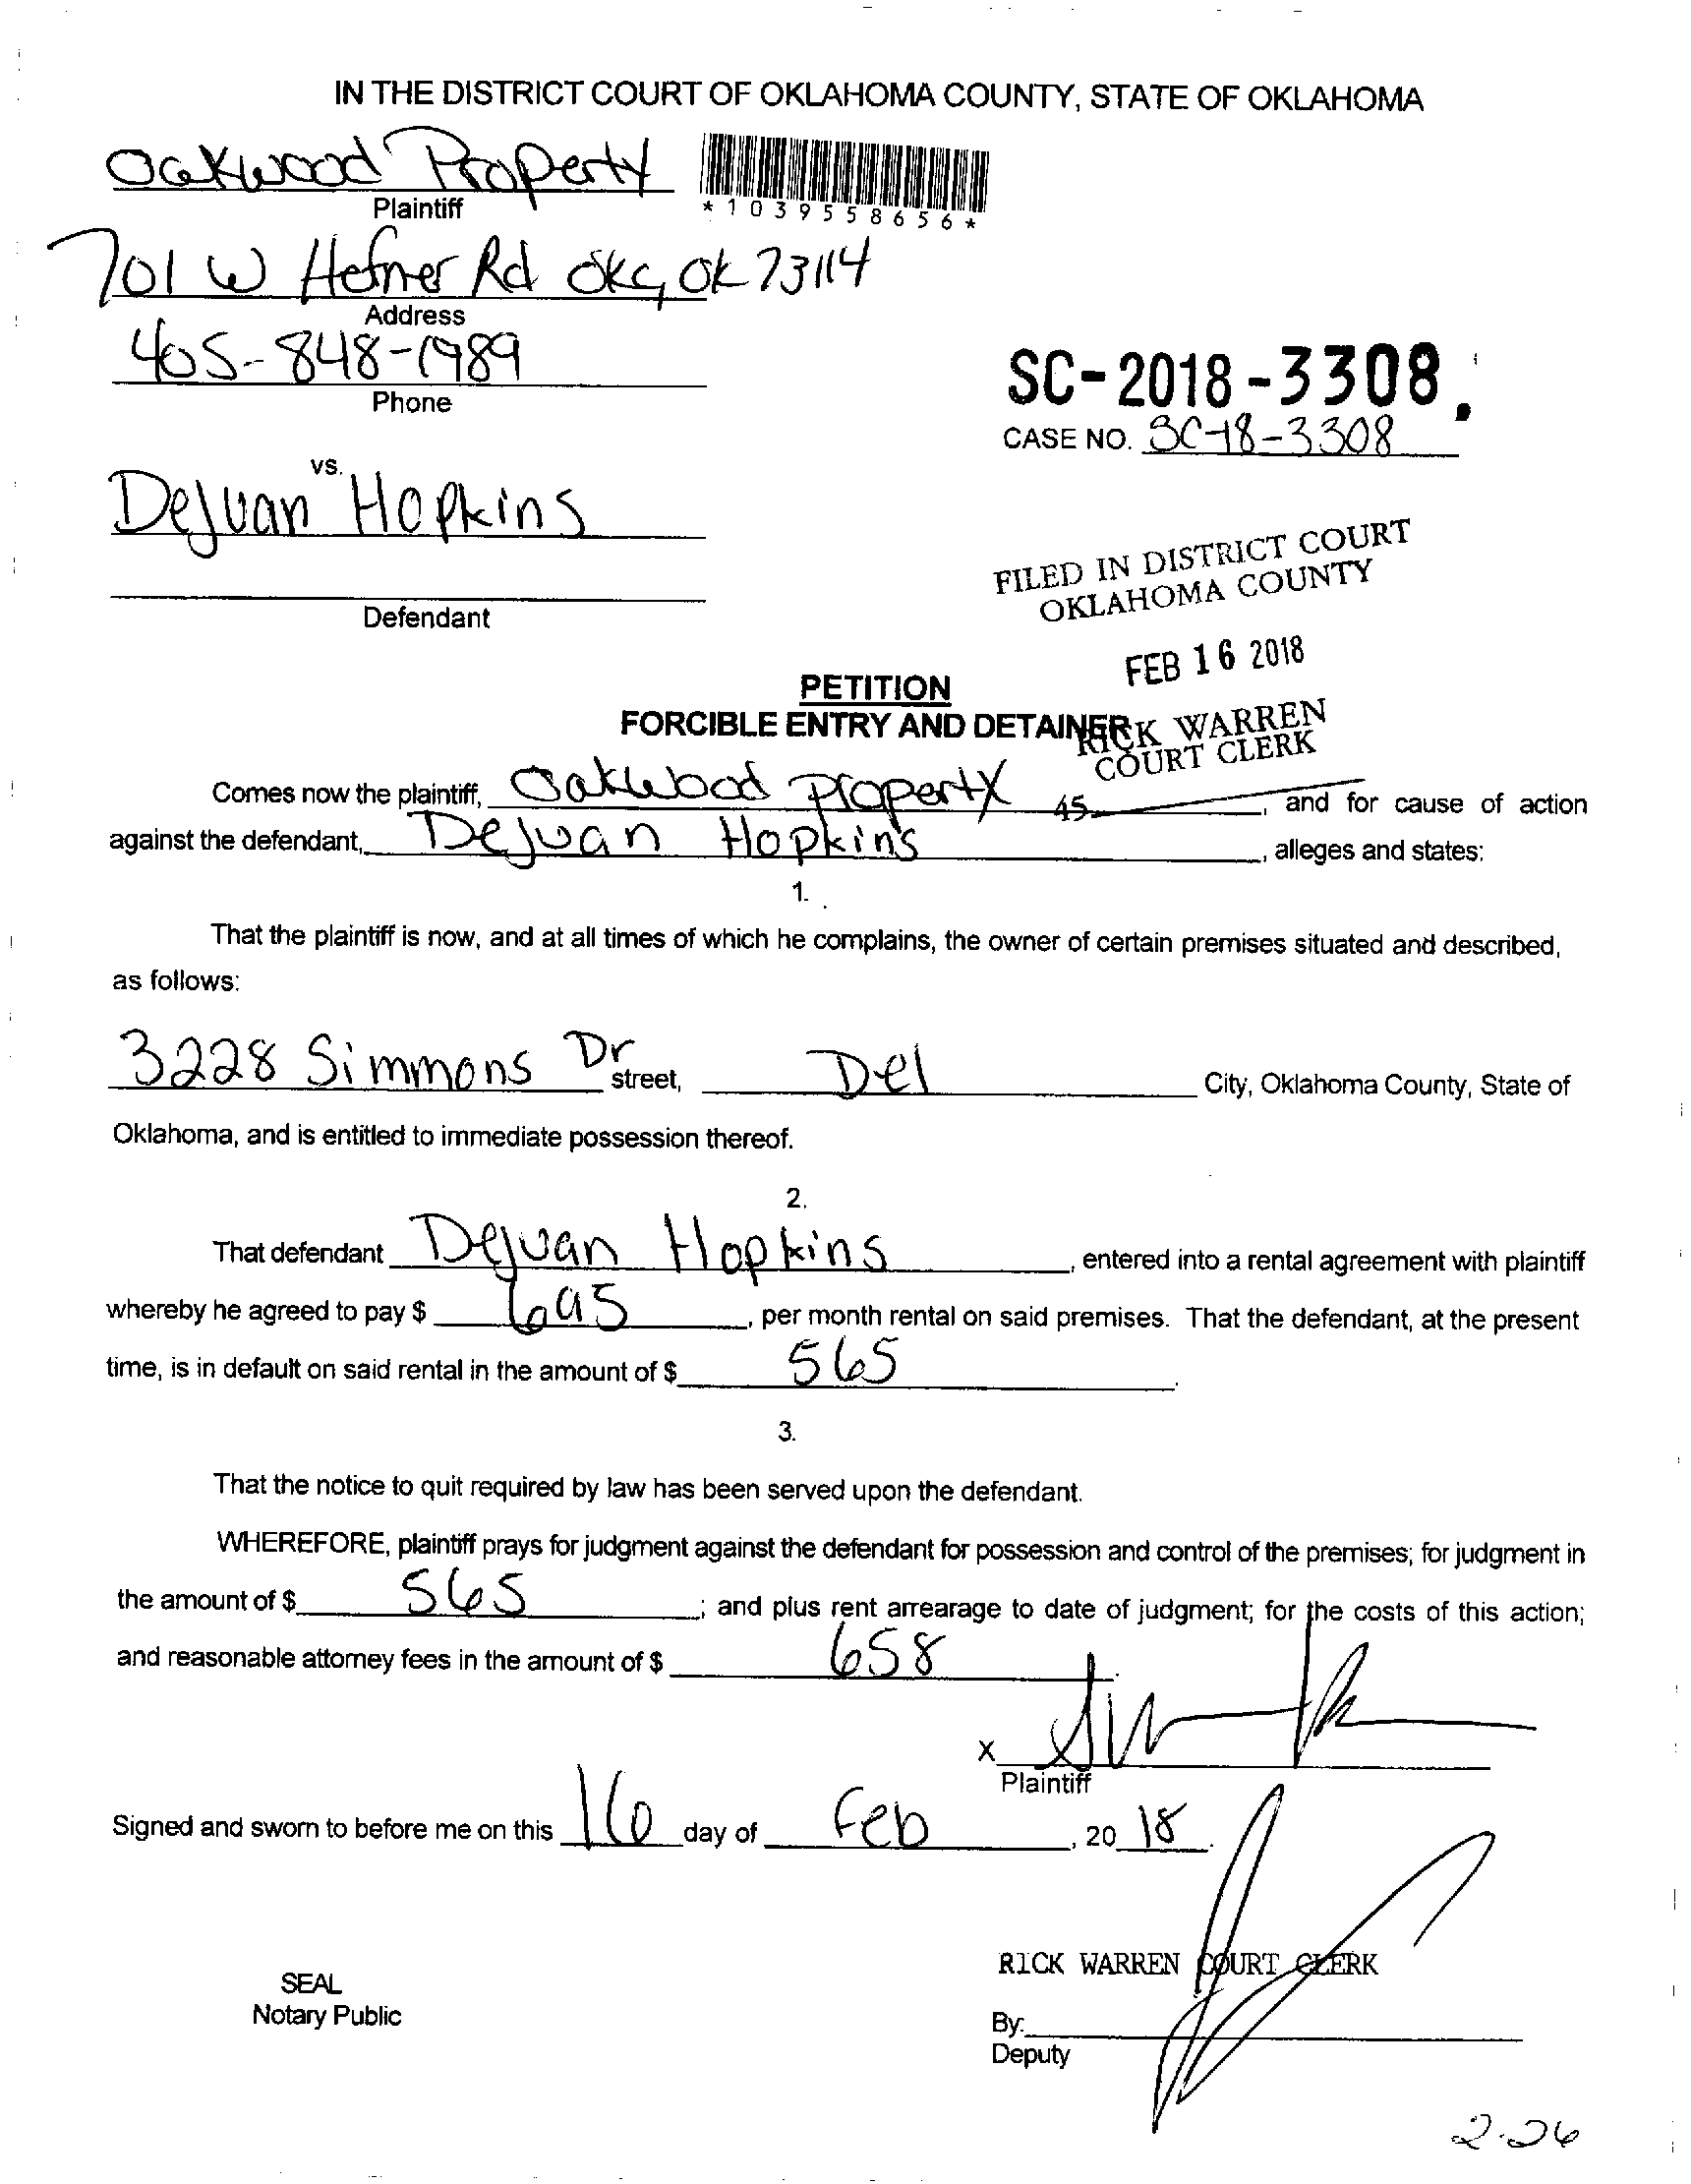 IN THE DISTRICT COURT OF OKLAHOMA COUNTY, STATE OF OKLAHOMA
Oakwood Property
Plaintiff
*1039558656*
701 W Hefner Rd OKC, OK 73114
Address
405-848-1989
Phone
SC-2018-3308.
CASE NO. SC-18-3308
vs.
Dejuan Hopkins
Defendant
FILED IN DISTRICT COURT
OKLAHOMA COUNTY
FEB 16 2018
RICK WARREN
COURT CLERK
45
PETITION
FORCIBLE ENTRY AND DETAINER
Comes now the plaintiff, Oakwood Property, and for cause of action
against the defendant, Dejuan Hopkins, alleges and states:
1.
That the plaintiff is now, and at all times of which he complains, the owner of certain premises situated and described,
as follows:
3228 Simmons Dr street, Del City, Oklahoma County, State of
Oklahoma, and is entitled to immediate possession thereof.
2.
That defendant Dejuan Hopkins, entered into a rental agreement with plaintiff
whereby he agreed to pay $ 695, per month rental on said premises. That the defendant, at the present
time, is in default on said rental in the amount of $ 565.
3.
That the notice to quit required by law has been served upon the defendant.
WHEREFORE, plaintiff prays for judgment against the defendant for possession and control of the premises; for judgment in
the amount of $ 565; and plus rent arrearage to date of judgment; for the costs of this action;
and reasonable attorney fees in the amount of $ 658.
X
Plaintiff
Signed and sworn to before me on this 16 day of Feb, 20 18.
RICK WARREN COURT CLERK
SEAL
Notary Public
By:
Deputy
2-26